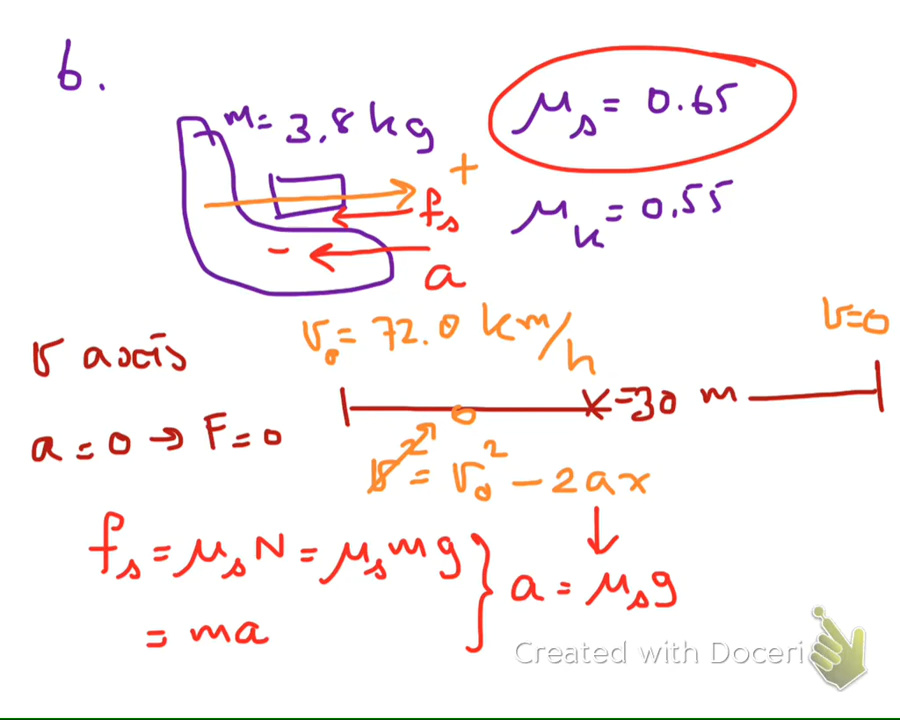 6.
m = 3.8 kg
μs = 0.65
+
fs
μk = 0.55
-
a
v₀ = 72.0 km/h
v=0
v axis
x=30 m
a = 0 → F = 0
0
v² = v₀² - 2ax
fs = μsN = μsmg
= ma
a = μsg
Created with Doceri